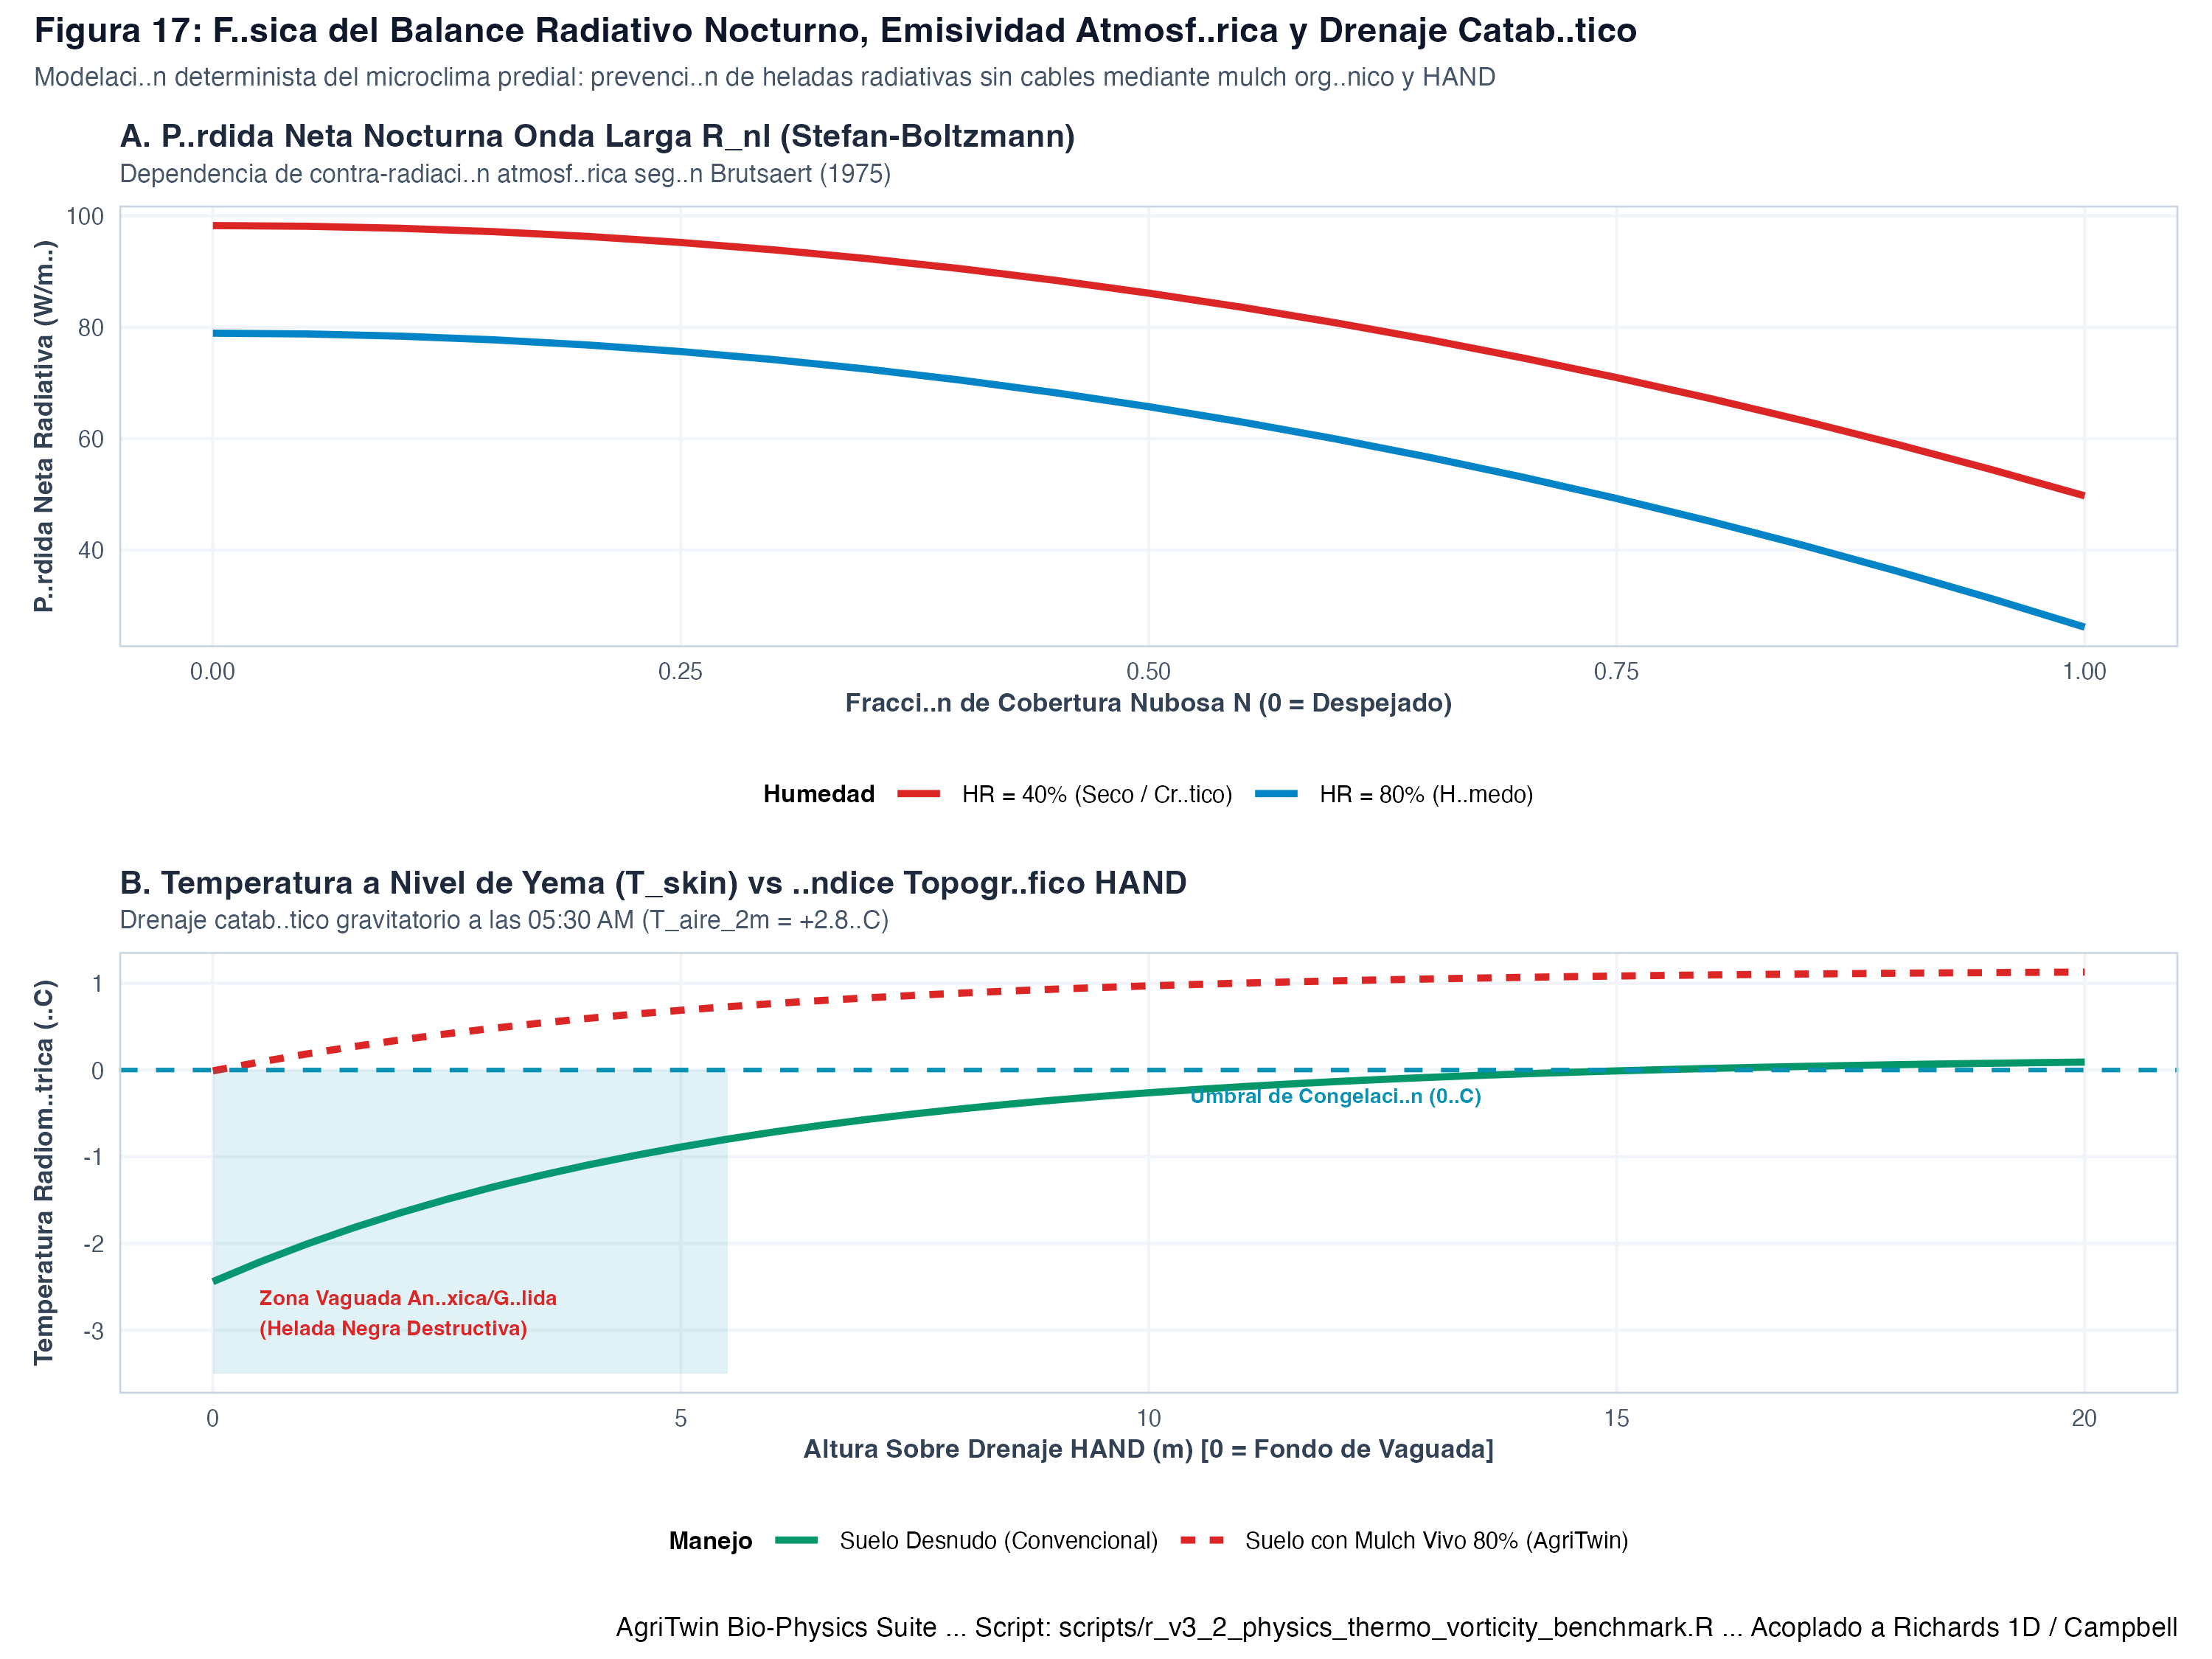 Figura 17: F..sica del Balance Radiativo Nocturno, Emisividad Atmosf..rica y Drenaje Catab..tico
Modelaci..n determinista del microclima predial: prevenci..n de heladas radiativas sin cables mediante mulch org..nico y HAND
A. P..rdida Neta Nocturna Onda Larga R_nl (Stefan-Boltzmann)
Dependencia de contra-radiaci..n atmosf..rica seg..n Brutsaert (1975)
P..rdida Neta Radiativa (W/m..)
100
80
60
40
0.00 0.25 0.50 0.75 1.00
Fracci..n de Cobertura Nubosa N (0 = Despejado)
Humedad HR = 40% (Seco / Cr..tico) HR = 80% (H..medo)
B. Temperatura a Nivel de Yema (T_skin) vs ..ndice Topogr..fico HAND
Drenaje catab..tico gravitatorio a las 05:30 AM (T_aire_2m = +2.8..C)
Temperatura Radiom..trica (..C)
1
0
-1
-2
-3
Umbral de Congelaci..n (0..C)
Zona Vaguada An..xica/G..lida
(Helada Negra Destructiva)
0 5 10 15 20
Altura Sobre Drenaje HAND (m) [0 = Fondo de Vaguada]
Manejo Suelo Desnudo (Convencional) Suelo con Mulch Vivo 80% (AgriTwin)
AgriTwin Bio-Physics Suite ... Script: scripts/r_v3_2_physics_thermo_vorticity_benchmark.R ... Acoplado a Richards 1D / Campbell